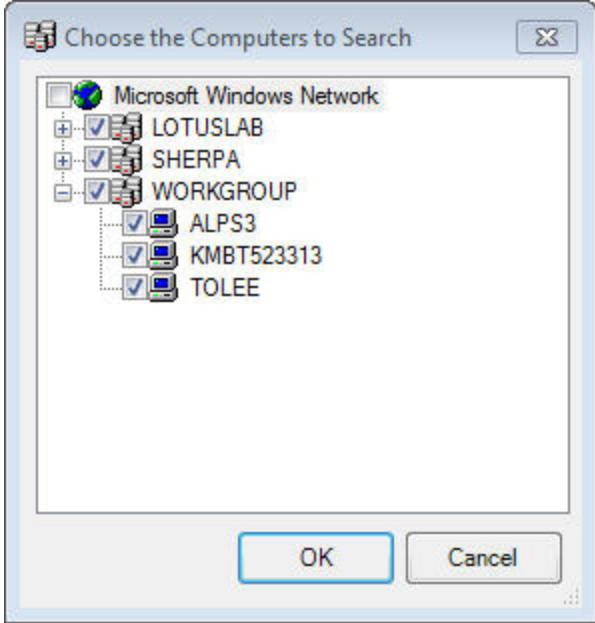 Choose the Computers to Search
Microsoft Windows Network
LOTUSLAB
SHERPA
WORKGROUP
ALPS3
KMBT523313
TOLEE
OK
Cancel